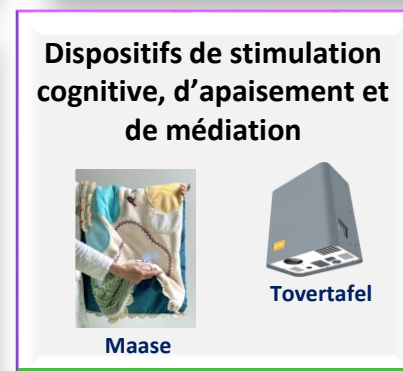 Dispositifs de stimulation
cognitive, d'apaisement et
de médiation
Tovertafel
Maase